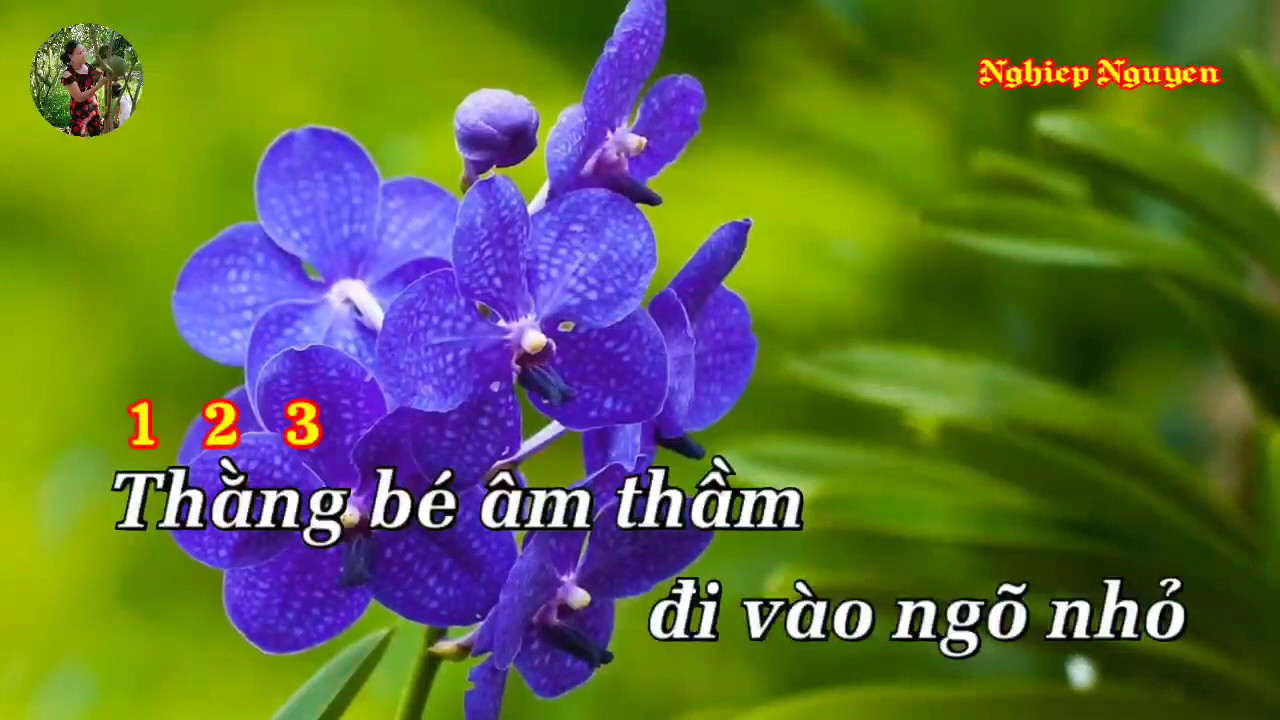 Nghiep Nguyen
1 2 3
Thằng bé âm thầm
đi vào ngõ nhỏ